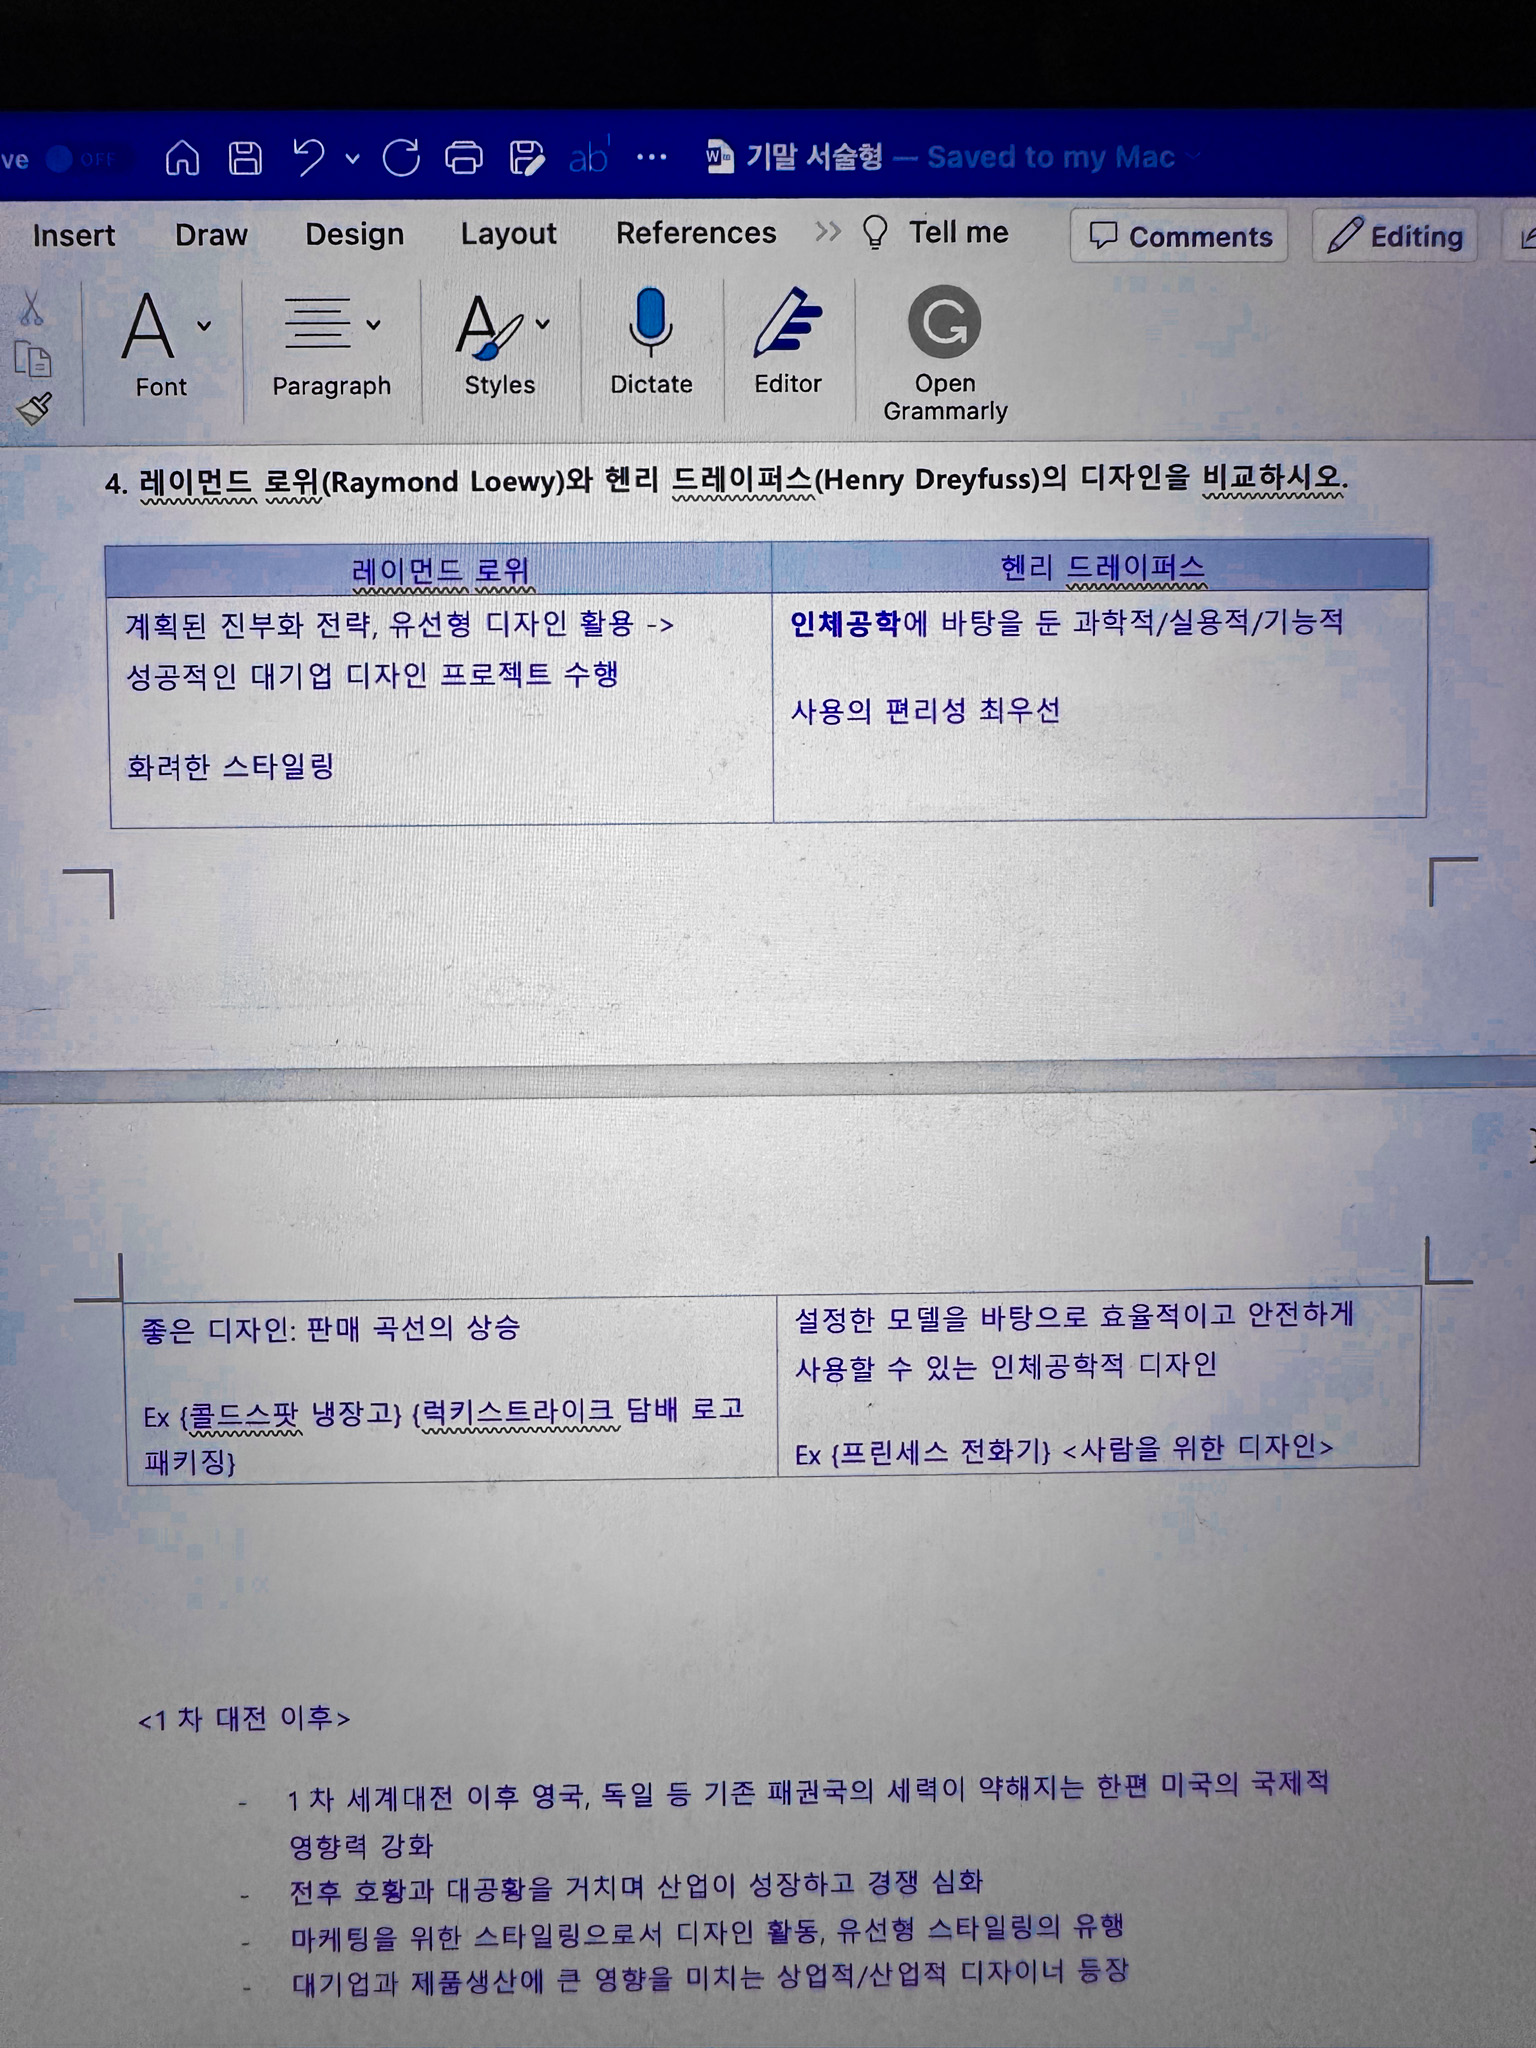 ve OFF ab 기말 서술형 — Saved to my Mac
Insert Draw Design Layout References >> Tell me Comments Editing
Font Paragraph Styles Dictate Editor Open Grammarly
4. 레이먼드 로위(Raymond Loewy)와 헨리 드레이퍼스(Henry Dreyfuss)의 디자인을 비교하시오.
레이먼드 로위
헨리 드레이퍼스
계획된 진부화 전략, 유선형 디자인 활용 ->
성공적인 대기업 디자인 프로젝트 수행
화려한 스타일링
인체공학에 바탕을 둔 과학적/실용적/기능적
사용의 편리성 최우선
좋은 디자인: 판매 곡선의 상승
Ex {콜드스팟 냉장고} {럭키스트라이크 담배 로고
패키징}
설정한 모델을 바탕으로 효율적이고 안전하게
사용할 수 있는 인체공학적 디자인
Ex {프린세스 전화기} <사람을 위한 디자인>
<1 차 대전 이후>
- 1 차 세계대전 이후 영국, 독일 등 기존 패권국의 세력이 약해지는 한편 미국의 국제적
영향력 강화
- 전후 호황과 대공황을 거치며 산업이 성장하고 경쟁 심화
- 마케팅을 위한 스타일링으로서 디자인 활동, 유선형 스타일링의 유행
- 대기업과 제품생산에 큰 영향을 미치는 상업적/산업적 디자이너 등장